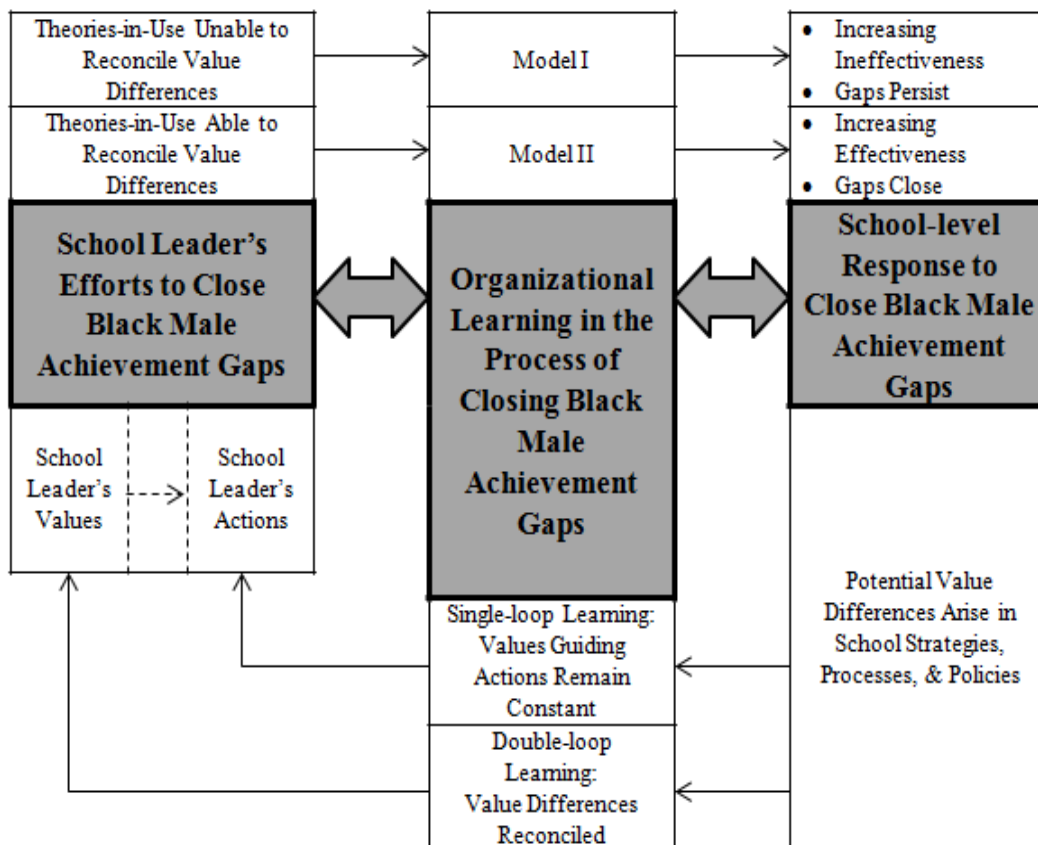 Theories-in-Use Unable to
Reconcile Value
Differences
Model I
• Increasing
Ineffectiveness
• Gaps Persist
Theories-in-Use Able to
Reconcile Value
Differences
Model II
• Increasing
Effectiveness
• Gaps Close
School Leader's
Efforts to Close
Black Male
Achievement Gaps
Organizational
Learning in the
Process of
Closing Black
Male
Achievement
Gaps
School-level
Response to
Close Black Male
Achievement
Gaps
School
Leader's
Values
School
Leader's
Actions
Single-loop Learning:
Values Guiding
Actions Remain
Constant
Double-loop
Learning:
Value Differences
Reconciled
Potential Value
Differences Arise in
School Strategies,
Processes, & Policies